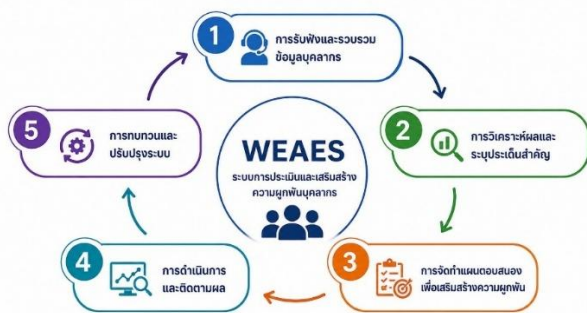 1
การรับฟังและรวบรวม
ข้อมูลบุคลากร
2
การวิเคราะห์ผลและ
ระบุประเด็นสำคัญ
3
การจัดทำแผนตอบสนอง
เพื่อเสริมสร้างความผูกพัน
4
การดำเนินการ
และติดตามผล
5
การทบทวนและ
ปรับปรุงระบบ
WEAES
ระบบการประเมินและเสริมสร้าง
ความผูกพันบุคลากร